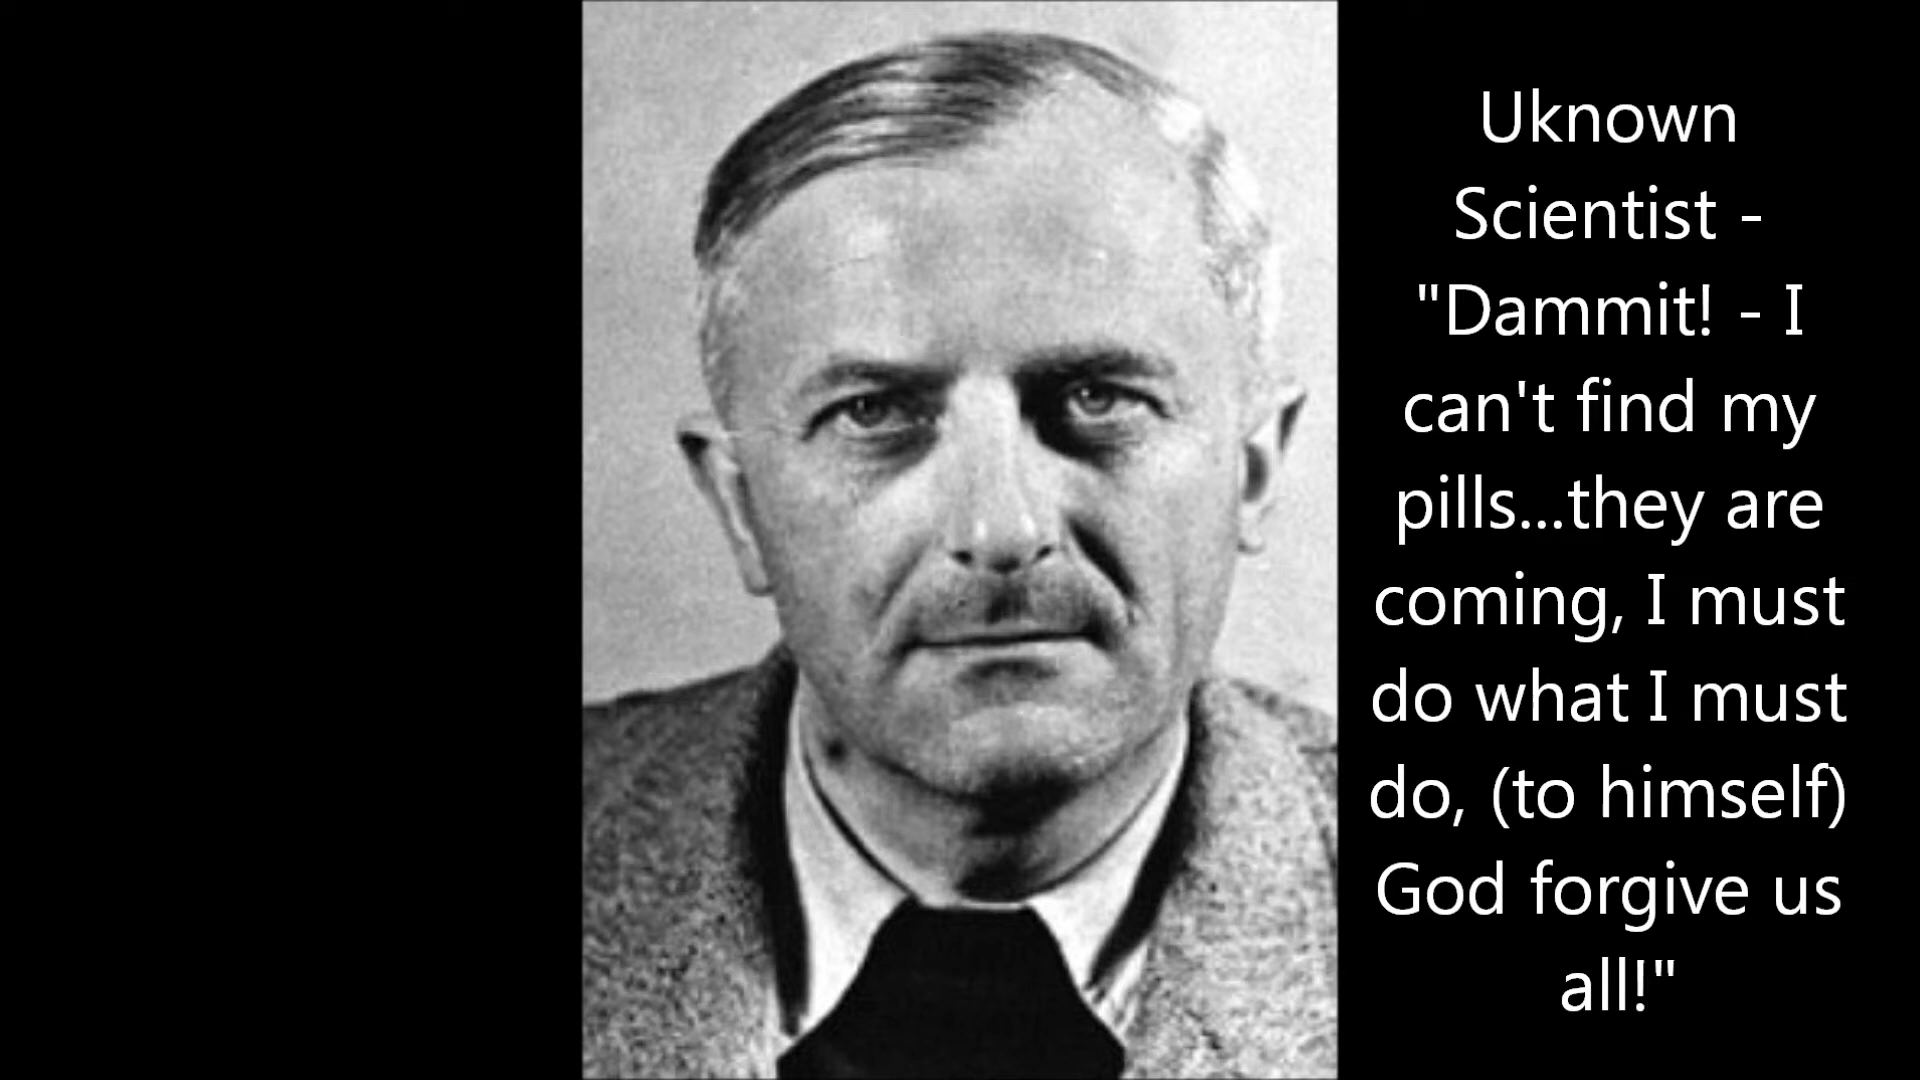 Uknown
Scientist -
"Dammit! - I
can't find my
pills...they are
coming, I must
do what I must
do, (to himself)
God forgive us
all!"